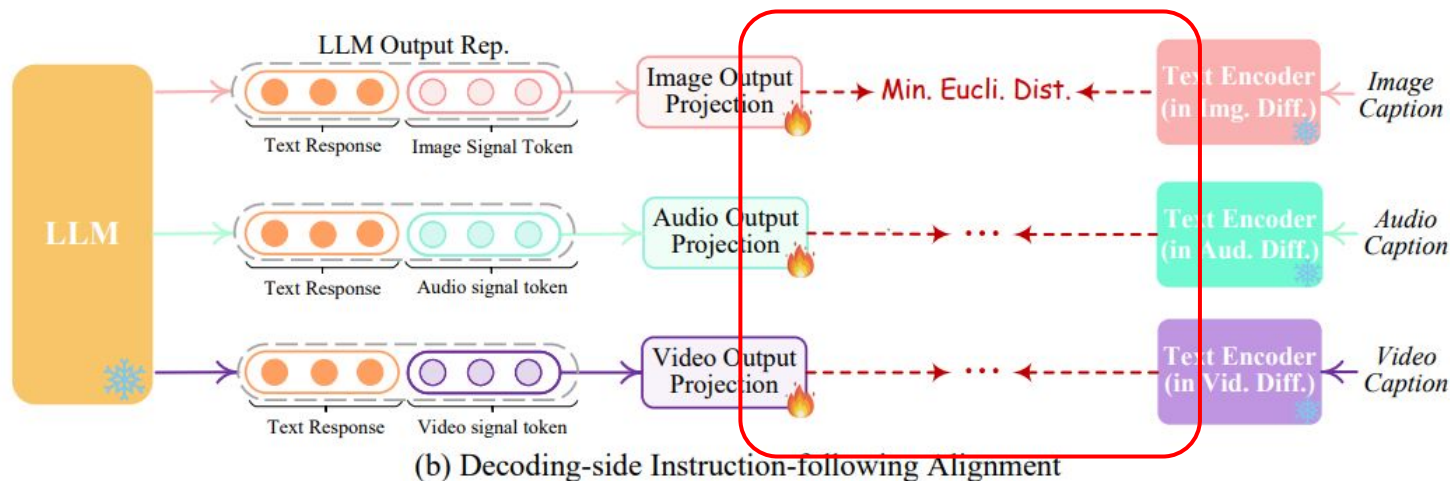 LLM Output Rep.
LLM
Text Response
Image Signal Token
Image Output
Projection
Min. Eucli. Dist.
Text Encoder
(in Img. Diff.)
Image
Caption
Text Response
Audio signal token
Audio Output
Projection
...
Text Encoder
(in Aud. Diff.)
Audio
Caption
Text Response
Video signal token
Video Output
Projection
...
Text Encoder
(in Vid. Diff.)
Video
Caption
(b) Decoding-side Instruction-following Alignment